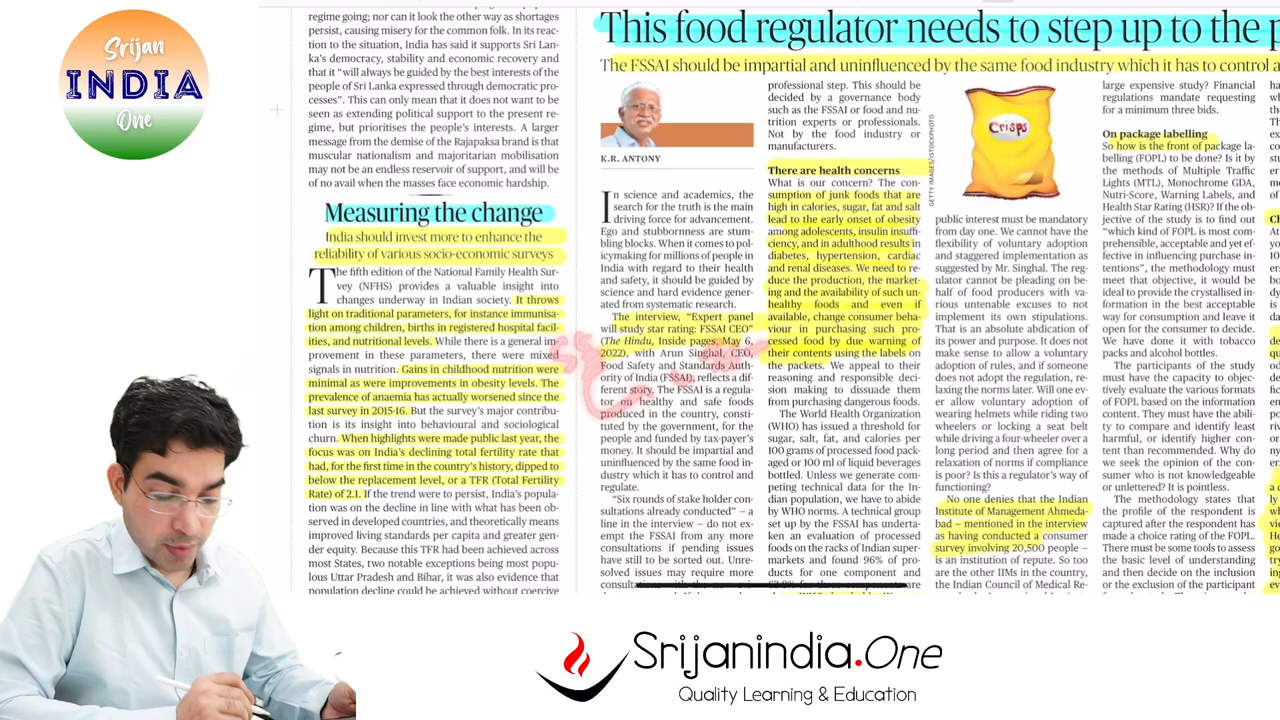 Srijan
INDIA
One
regime going; nor can it look the other way as shortages
persist, causing misery for the common folk. In its reac-
tion to the situation, India has said it supports Sri Lan-
ka's democracy, stability and economic recovery and
that it “will always be guided by the best interests of the
people of Sri Lanka expressed through democratic pro-
cesses”. This can only mean that it does not want to be
seen as extending political support to the present re-
gime, but prioritises the people's interests. A larger
message from the demise of the Rajapaksa brand is that
muscular nationalism and majoritarian mobilisation
may not be an endless reservoir of support, and will be
of no avail when the masses face economic hardship.
Measuring the change
India should invest more to enhance the
reliability of various socio-economic surveys
The fifth edition of the National Family Health Sur-
vey (NFHS) provides a valuable insight into
changes underway in Indian society. It throws
light on traditional parameters, for instance immunisa-
tion among children, births in registered hospital facil-
ities, and nutritional levels. While there is a general im-
provement in these parameters, there were mixed
signals in nutrition. Gains in childhood nutrition were
minimal as were improvements in obesity levels. The
prevalence of anaemia has actually worsened since the
last survey in 2015-16. But the survey's major contribu-
tion is its insight into behavioural and sociological
churn. When highlights were made public last year, the
focus was on India's declining total fertility rate that
had, for the first time in the country's history, dipped to
below the replacement level, or a TFR (Total Fertility
Rate) of 2.1. If the trend were to persist, India's popula-
tion was on the decline in line with what has been ob-
served in developed countries, and theoretically means
improved living standards per capita and greater gen-
der equity. Because this TFR had been achieved across
most States, two notable exceptions being most popu-
lous Uttar Pradesh and Bihar, it was also evidence that
population decline could be achieved without coercive
This food regulator needs to step up to the
The FSSAI should be impartial and uninfluenced by the same food industry which it has to control a
K.R. ANTONY
In science and academics, the
search for the truth is the main
driving force for advancement.
Ego and stubbornness are stum-
bling blocks. When it comes to pol-
icymaking for millions of people in
India with regard to their health
and safety, it should be guided by
science and hard evidence gener-
ated from systematic research.
The interview, “Expert panel
will study star rating: FSSAI CEO”
(The Hindu, Inside pages, May 6,
2022), with Arun Singhal, CEO,
Food Safety and Standards Auth-
ority of India (FSSAI), reflects a dif-
ferent story. The FSSAI is a regula-
tor on healthy and safe foods
produced in the country, consti-
tuted by the government, for the
people and funded by tax-payer's
money. It should be impartial and
uninfluenced by the same food in-
dustry which it has to control and
regulate.
“Six rounds of stake holder con-
sultations already conducted” – a
line in the interview – do not ex-
empt the FSSAI from any more
consultations if pending issues
have still to be sorted out. Unre-
solved issues may require more
professional step. This should be
decided by a governance body
such as the FSSAI or food and nu-
trition experts or professionals.
Not by the food industry or
manufacturers.
There are health concerns
What is our concern? The con-
sumption of junk foods that are
high in calories, sugar, fat and salt
lead to the early onset of obesity
among adolescents, insulin insuffi-
ciency, and in adulthood results in
diabetes, hypertension, cardiac
and renal diseases. We need to re-
duce the production, the market-
ing and the availability of such un-
healthy foods and even if
available, change consumer beha-
viour in purchasing such pro-
cessed food by due warning of
their contents using the labels on
the packets. We appeal to their
reasoning and responsible deci-
sion making to dissuade them
from purchasing dangerous foods.
The World Health Organization
(WHO) has issued a threshold for
sugar, salt, fat, and calories per
100 grams of processed food pack-
aged or 100 ml of liquid beverages
bottled. Unless we generate com-
peting technical data for the In-
dian population, we have to abide
by WHO norms. A technical group
set up by the FSSAI has underta-
ken an evaluation of processed
foods on the racks of Indian super-
markets and found 96% of pro-
ducts for one component and
GETTY IMAGES/ISTOCKPHOTO
Crisps
public interest must be mandatory
from day one. We cannot have the
flexibility of voluntary adoption
and staggered implementation as
suggested by Mr. Singhal. The reg-
ulator cannot be pleading on be-
half of food producers with va-
rious untenable excuses to not
implement its own stipulations.
That is an absolute abdication of
its power and purpose. It does not
make sense to allow a voluntary
adoption of rules, and if someone
does not adopt the regulation, re-
laxing the norms later. Will one ev-
er allow voluntary adoption of
wearing helmets while riding two
wheelers or locking a seat belt
while driving a four-wheeler over a
long period and then agree for a
relaxation of norms if compliance
is poor? Is this a regulator's way of
functioning?
No one denies that the Indian
Institute of Management Ahmeda-
bad – mentioned in the interview
as having conducted a consumer
survey involving 20,500 people –
is an institution of repute. So too
are the other IIMs in the country,
the Indian Council of Medical Re-
large expensive study? Financial
regulations mandate requesting
for a minimum three bids.
On package labelling
So how is the front of package la-
belling (FOPL) to be done? Is it by
the methods of Multiple Traffic
Lights (MTL), Monochrome GDA,
Nutri-Score, Warning Labels, and
Health Star Rating (HSR)? If the ob-
jective of the study is to find out
“which kind of FOPL is most com-
prehensible, acceptable and yet ef-
fective in influencing purchase in-
tentions”, the methodology must
meet that objective, it would be
ideal to provide the crystallised in-
formation in the best acceptable
way for consumption and leave it
open for the consumer to decide.
We have done it with tobacco
packs and alcohol bottles.
The participants of the study
must have the capacity to objec-
tively evaluate the various formats
of FOPL based on the information
content. They must have the abili-
ty to compare and identify least
harmful, or identify higher con-
tent than recommended. Why do
we seek the opinion of the con-
sumer who is not knowledgeable
or unlettered? It is pointless.
The methodology states that
the profile of the respondent is
captured after the respondent has
made a choice rating of the FOPL.
There must be some tools to assess
the basic level of understanding
and then decide on the inclusion
or the exclusion of the participant
Srijanindia.One
Quality Learning & Education